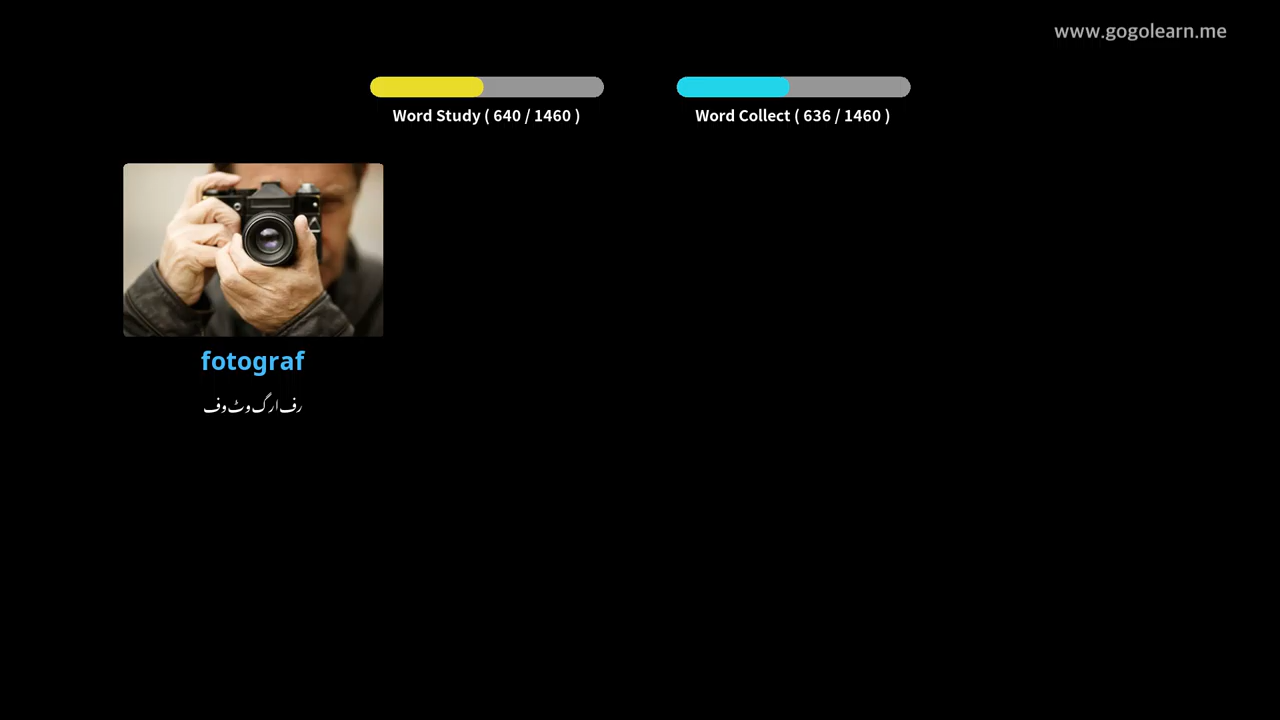 www.gogolearn.me
Word Study ( 640 / 1460 )
Word Collect ( 636 / 1460 )
fotograf
رف ارگ وٹ وف